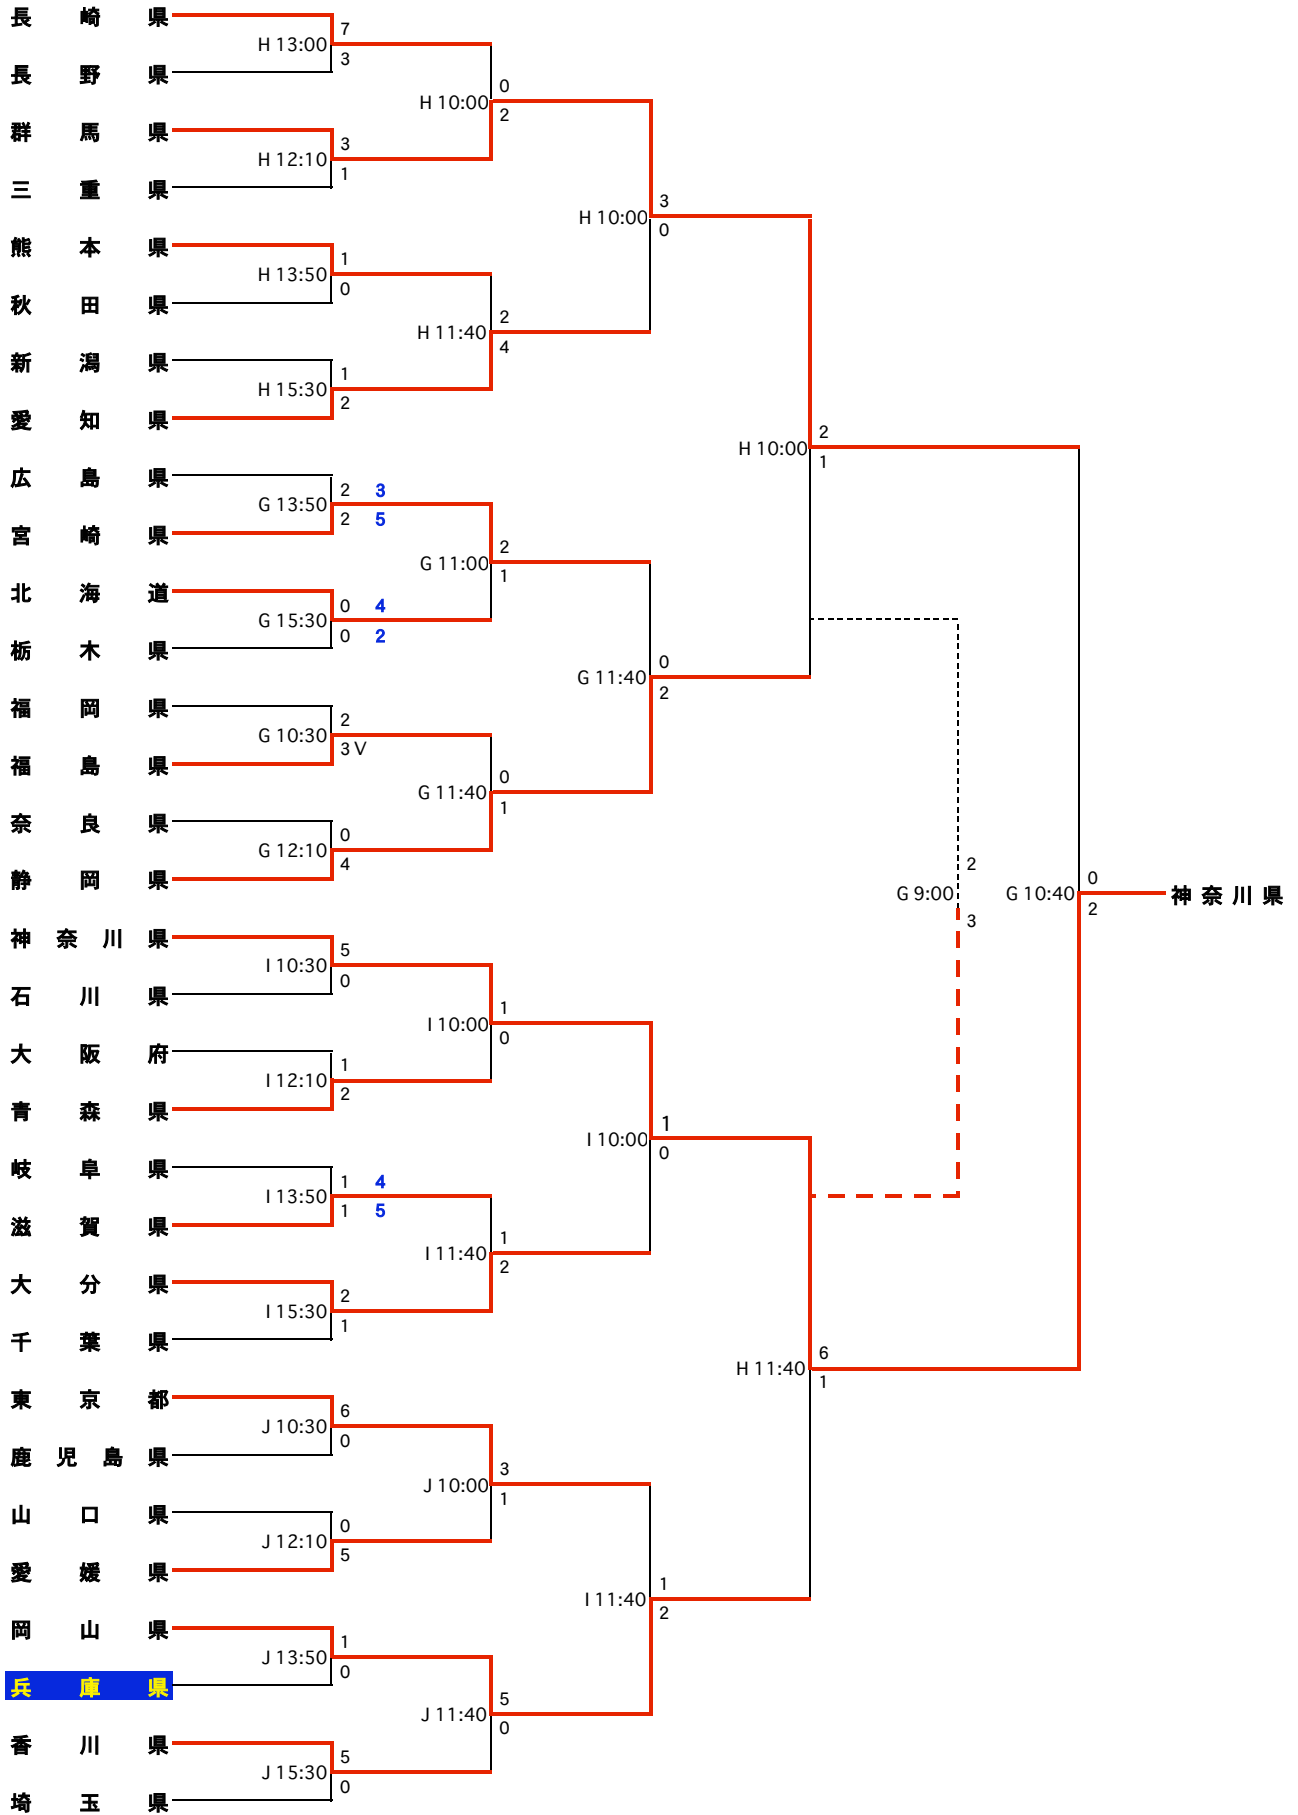 長崎県
7
H 13:00
3
長野県
0
H 10:00
2
群馬県
3
H 12:10
1
三重県
3
H 10:00
0
熊本県
1
H 13:50
0
秋田県
2
H 11:40
4
新潟県
1
H 15:30
2
愛知県
2
H 10:00
1
広島県
2 3
G 13:50
2 5
宮崎県
2
G 11:00
1
北海道
0 4
G 15:30
0 2
栃木県
0
G 11:40
2
福岡県
2
G 10:30
3 V
福島県
0
G 11:40
1
奈良県
0
G 12:10
4
静岡県
2
G 9:00
3
0
G 10:40
2
神奈川県
神奈川県
5
I 10:30
0
石川県
1
I 10:00
0
大阪府
1
I 12:10
2
青森県
1
I 10:00
0
岐阜県
1 4
I 13:50
1 5
滋賀県
1
I 11:40
2
大分県
2
I 15:30
1
千葉県
6
H 11:40
1
東京都
6
J 10:30
0
鹿児島県
3
J 10:00
1
山口県
0
J 12:10
5
愛媛県
1
I 11:40
2
岡山県
1
J 13:50
0
兵庫県
5
J 11:40
0
香川県
5
J 15:30
0
埼玉県